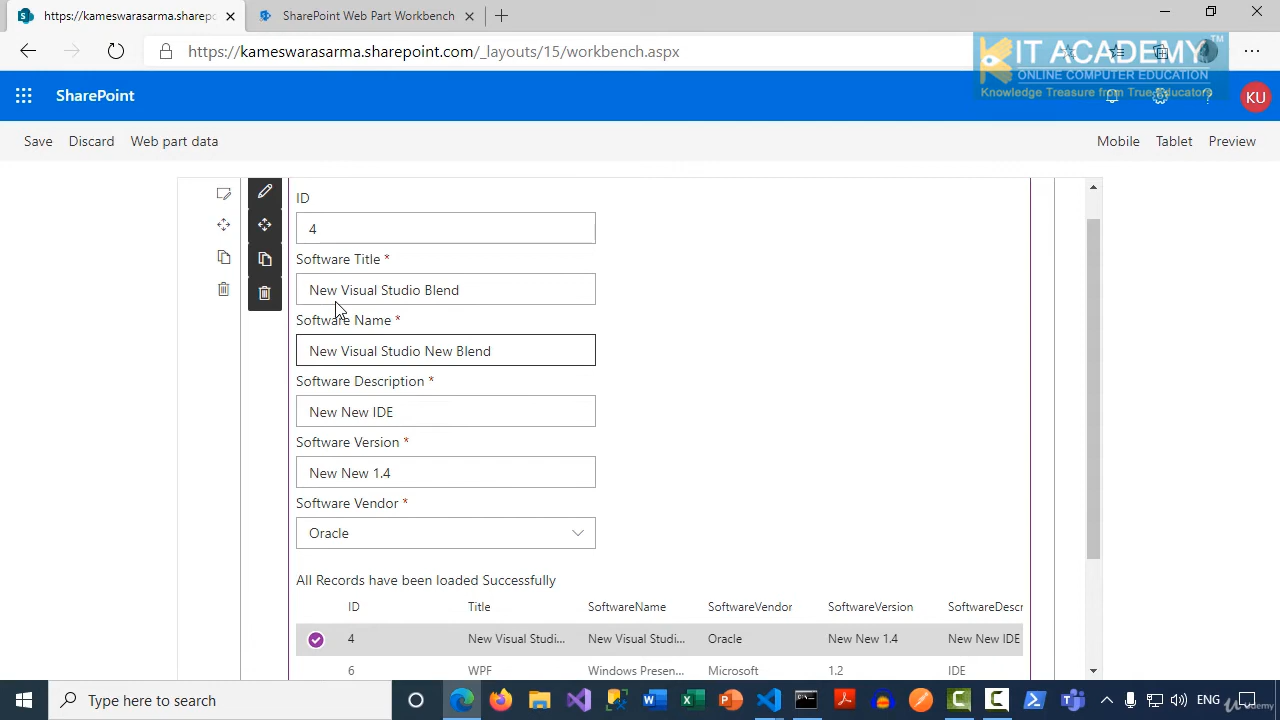 https://kameswarasarma.sharepo
SharePoint Web Part Workbench
https://kameswarasarma.sharepoint.com/_layouts/15/workbench.aspx
KIT ACADEMY TM
ONLINE COMPUTER EDUCATION
Knowledge Treasure from True Educators
SharePoint
KU
Save Discard Web part data Mobile Tablet Preview
ID
4
Software Title *
New Visual Studio Blend
Software Name *
New Visual Studio New Blend
Software Description *
New New IDE
Software Version *
New New 1.4
Software Vendor *
Oracle
All Records have been loaded Successfully
ID Title SoftwareName SoftwareVendor SoftwareVersion SoftwareDescr
4 New Visual Studi... New Visual Studi... Oracle New New 1.4 New New IDE
6 WPF Windows Presen... Microsoft 1.2 IDE
Type here to search
ENG
Udemy